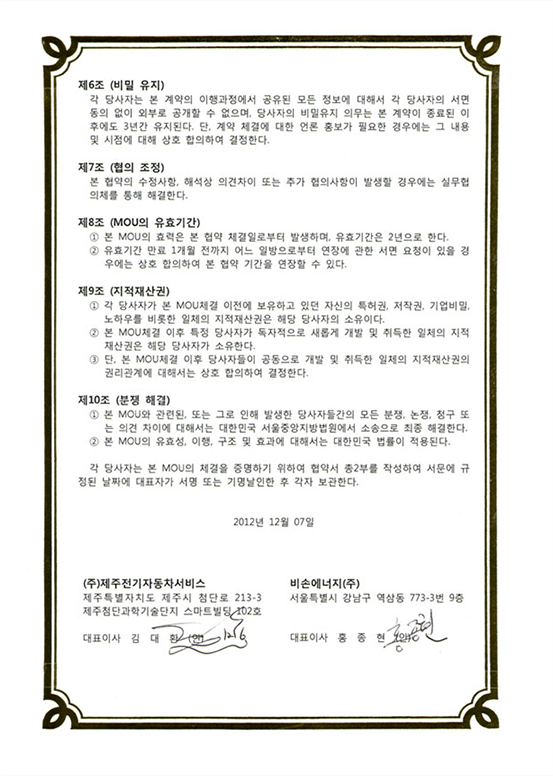 제6조 (비밀 유지)
각 당사자는 본 계약의 이행과정에서 공유된 모든 정보에 대해서 각 당사자의 서면
동의 없이 외부로 공개할 수 없으며, 당사자의 비밀유지 의무는 본 계약이 종료된 이
후에도 3년간 유지된다. 단, 계약 체결에 대한 언론 홍보가 필요한 경우에는 그 내용
및 시점에 대해 상호 합의하여 결정한다.
제7조 (협의 조정)
본 협약의 수정사항, 해석상 의견차이 또는 추가 협의사항이 발생할 경우에는 실무협
의체를 통해 해결한다.
제8조 (MOU의 유효기간)
① 본 MOU의 효력은 본 협약 체결일로부터 발생하며, 유효기간은 2년으로 한다.
② 유효기간 만료 1개월 전까지 어느 일방으로부터 연장에 관한 서면 요청이 있을 경
우에는 상호 합의하여 본 협약 기간을 연장할 수 있다.
제9조 (지적재산권)
① 각 당사자가 본 MOU체결 이전에 보유하고 있던 자신의 특허권, 저작권, 기업비밀,
노하우를 비롯한 일체의 지적재산권은 해당 당사자의 소유이다.
② 본 MOU체결 이후 특정 당사자가 독자적으로 새롭게 개발 및 취득한 일체의 지적
재산권은 해당 당사자가 소유한다.
③ 단, 본 MOU체결 이후 당사자들이 공동으로 개발 및 취득한 일체의 지적재산권의
권리관계에 대해서는 상호 합의하여 결정한다.
제10조 (분쟁 해결)
① 본 MOU와 관련된, 또는 그로 인해 발생한 당사자들간의 모든 분쟁, 논쟁, 청구 또
는 의견 차이에 대해서는 대한민국 서울중앙지방법원에서 소송으로 최종 해결한다.
② 본 MOU의 유효성, 이행, 구조 및 효과에 대해서는 대한민국 법률이 적용된다.
각 당사자는 본 MOU의 체결을 증명하기 위하여 협약서 총2부를 작성하여 서문에 규
정된 날짜에 대표자가 서명 또는 기명날인한 후 각자 보관한다.
2012년 12월 07일
(주)제주전기자동차서비스
제주특별자치도 제주시 첨단로 213-3
제주첨단과학기술단지 스마트빌딩 102호
대표이사 김 대 환 (인)
비손에너지(주)
서울특별시 강남구 역삼동 773-3번 9층
대표이사 홍 종 현 (인)